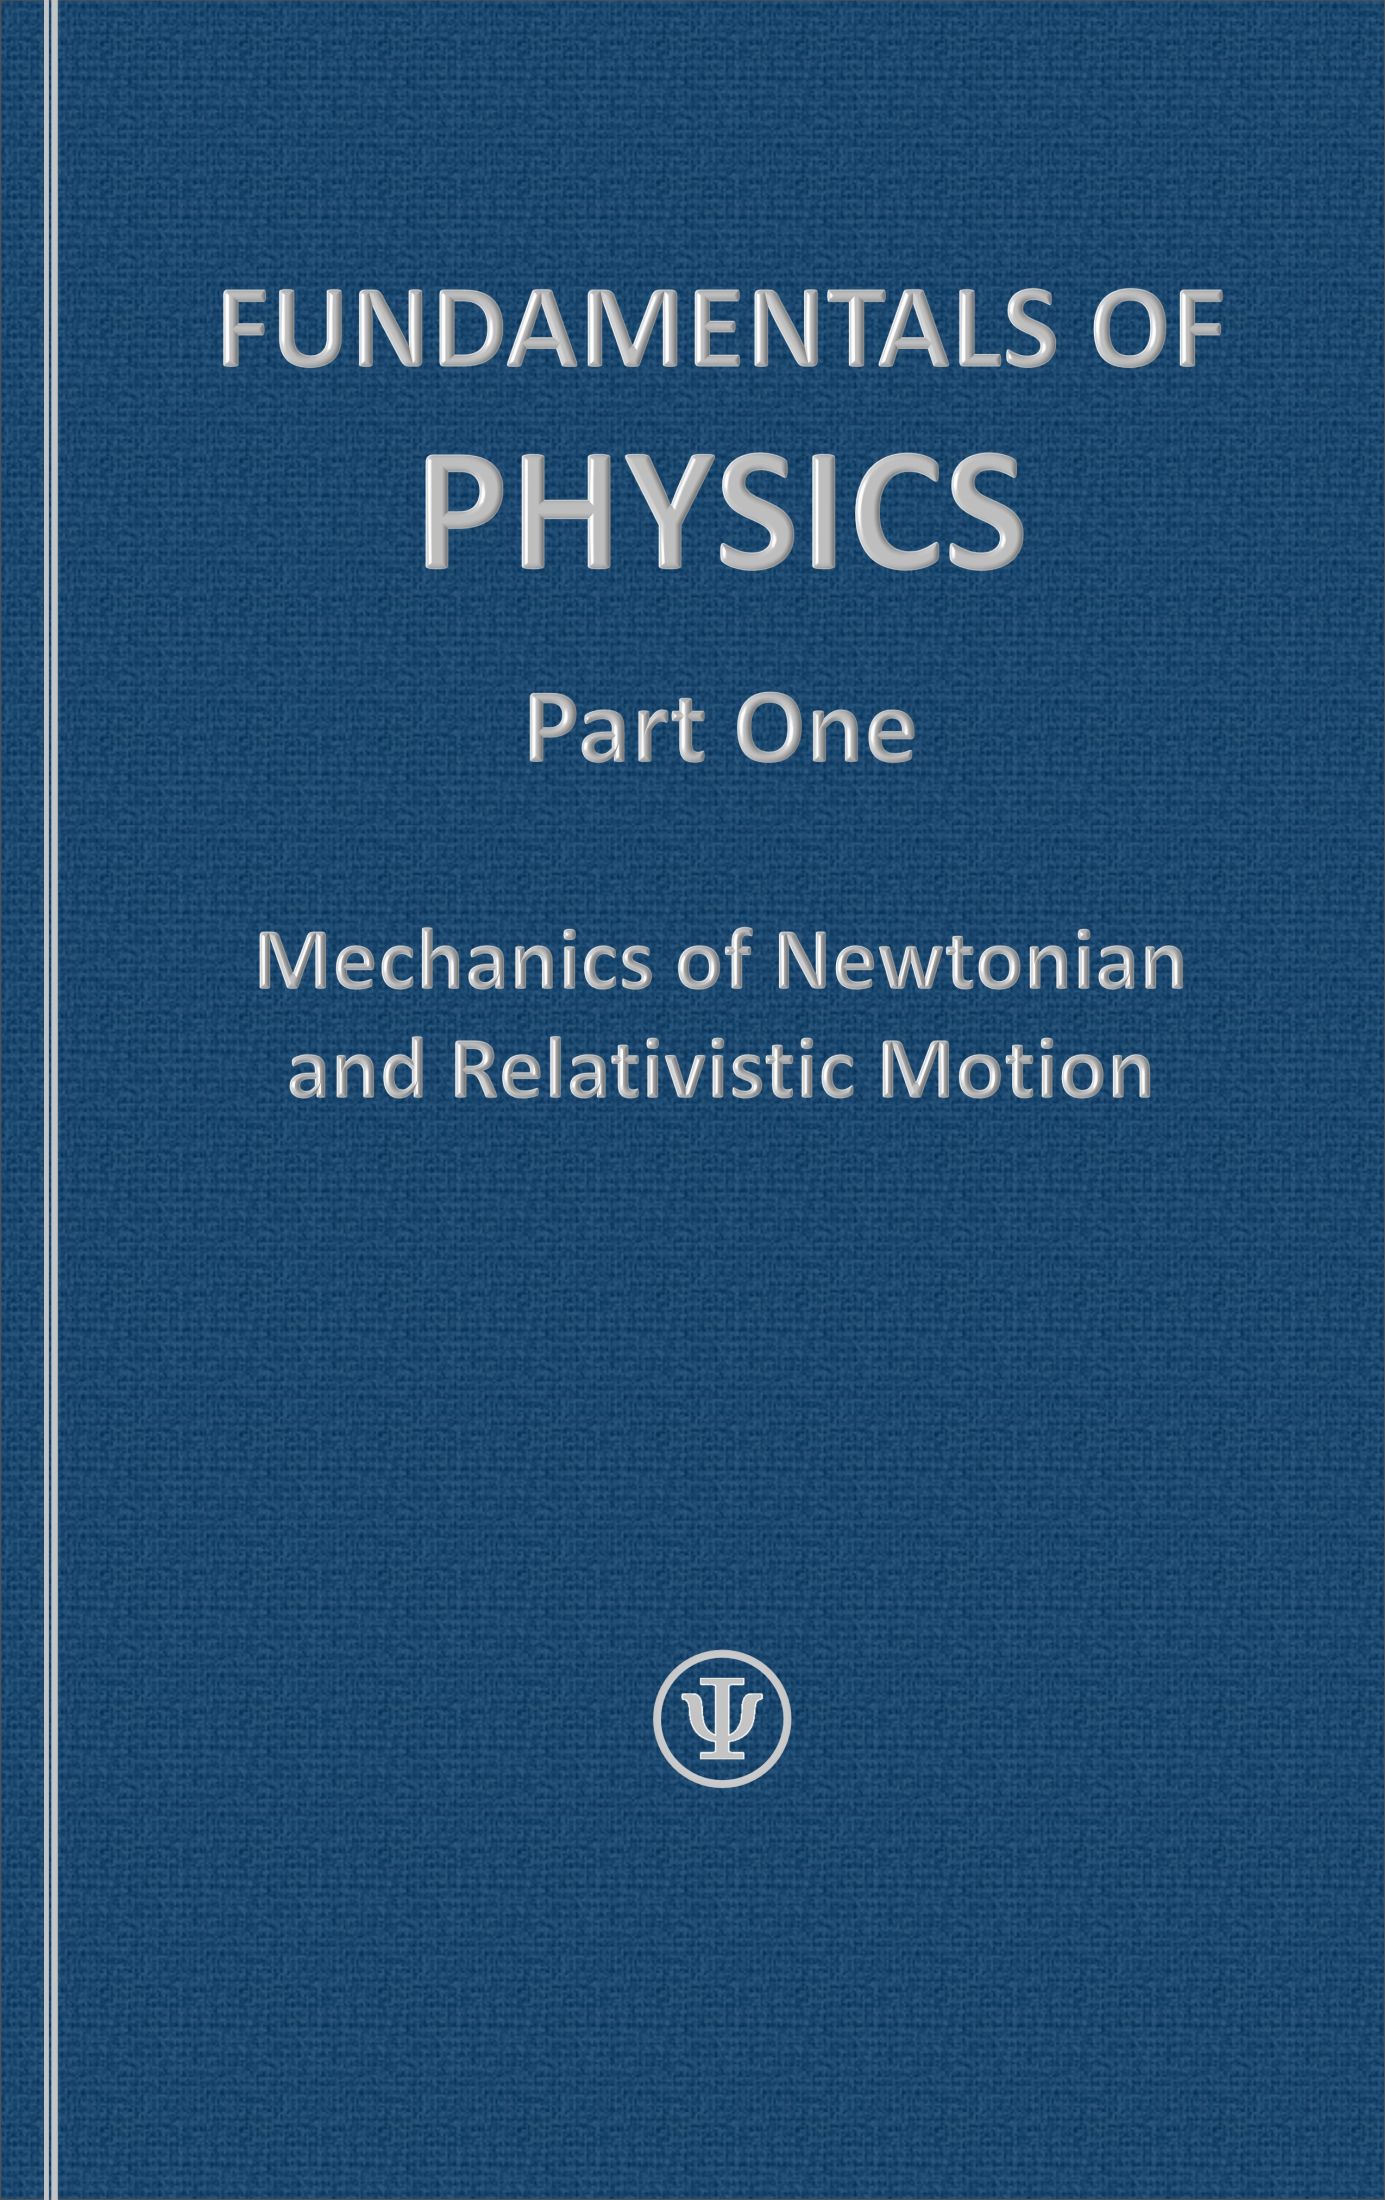 FUNDAMENTALS OF
PHYSICS
Part One
Mechanics of Newtonian
and Relativistic Motion
Ψ